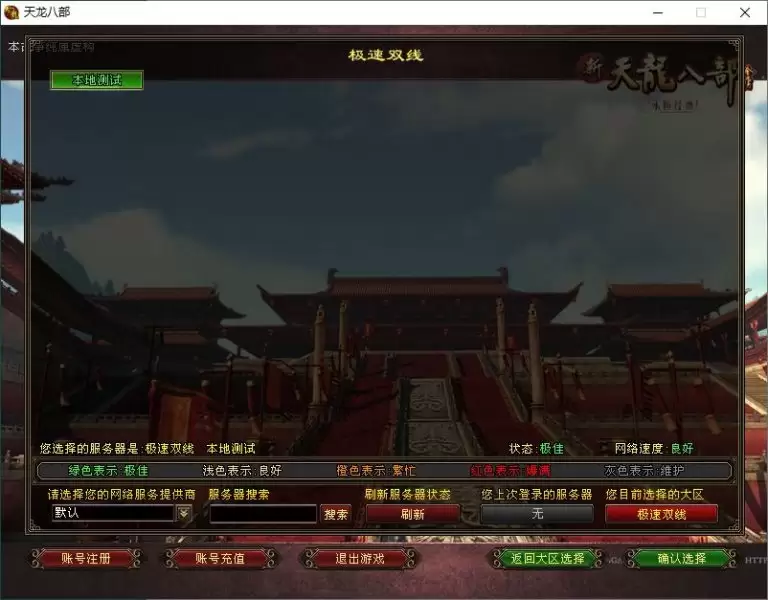 天龙八部
极速双线
本地测试
新天龍八部
您选择的服务器是:极速双线 本地测试 状态:极佳 网络速度:良好
绿色表示:极佳 浅色表示:良好 橙色表示:繁忙 红色表示:爆满 灰色表示:维护
请选择您的网络服务提供商 服务器搜索 刷新服务器状态 您上次登录的服务器 您目前选择的大区
默认 搜索 刷新 无 极速双线
账号注册 账号充值 退出游戏 返回大区选择 确认选择
HTTP